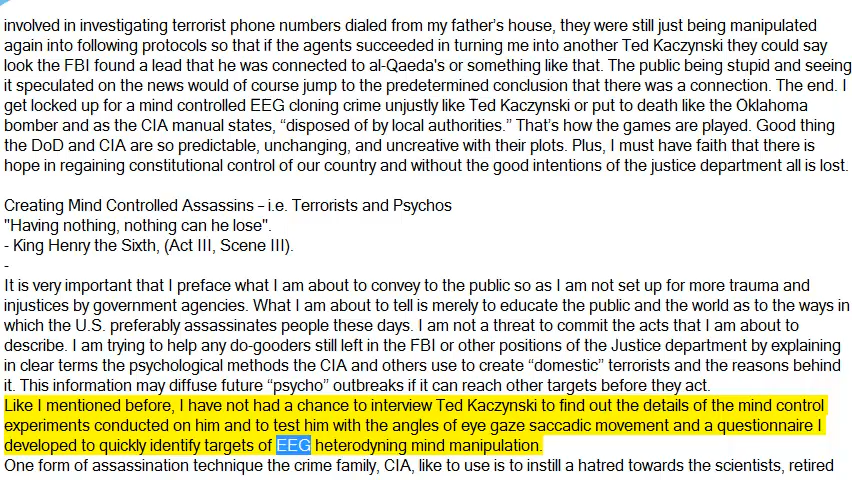 involved in investigating terrorist phone numbers dialed from my father's house, they were still just being manipulated
again into following protocols so that if the agents succeeded in turning me into another Ted Kaczynski they could say
look the FBI found a lead that he was connected to al-Qaeda's or something like that. The public being stupid and seeing
it speculated on the news would of course jump to the predetermined conclusion that there was a connection. The end. I
get locked up for a mind controlled EEG cloning crime unjustly like Ted Kaczynski or put to death like the Oklahoma
bomber and as the CIA manual states, “disposed of by local authorities.” That’s how the games are played. Good thing
the DoD and CIA are so predictable, unchanging, and uncreative with their plots. Plus, I must have faith that there is
hope in regaining constitutional control of our country and without the good intentions of the justice department all is lost.

Creating Mind Controlled Assassins – i.e. Terrorists and Psychos
"Having nothing, nothing can he lose".
- King Henry the Sixth, (Act III, Scene III).
-
It is very important that I preface what I am about to convey to the public so as I am not set up for more trauma and
injustices by government agencies. What I am about to tell is merely to educate the public and the world as to the ways in
which the U.S. preferably assassinates people these days. I am not a threat to commit the acts that I am about to
describe. I am trying to help any do-gooders still left in the FBI or other positions of the Justice department by explaining
in clear terms the psychological methods the CIA and others use to create “domestic” terrorists and the reasons behind
it. This information may diffuse future “psycho” outbreaks if it can reach other targets before they act.
Like I mentioned before, I have not had a chance to interview Ted Kaczynski to find out the details of the mind control
experiments conducted on him and to test him with the angles of eye gaze saccadic movement and a questionnaire I
developed to quickly identify targets of EEG heterodyning mind manipulation.
One form of assassination technique the crime family, CIA, like to use is to instill a hatred towards the scientists, retired